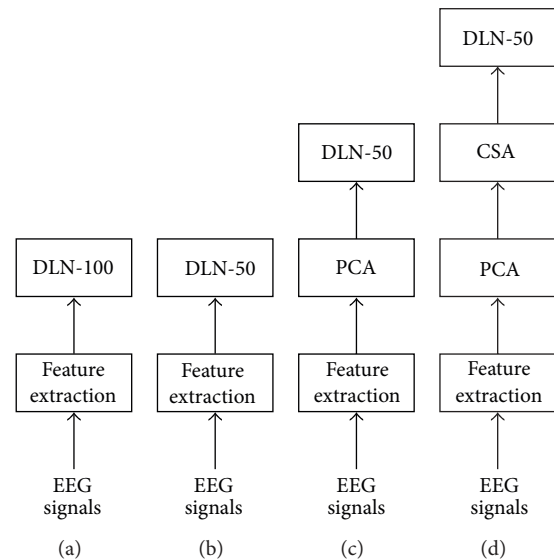 DLN-50
DLN-50
CSA
DLN-100
DLN-50
PCA
PCA
Feature
extraction
Feature
extraction
Feature
extraction
Feature
extraction
EEG
signals
EEG
signals
EEG
signals
EEG
signals
(a)
(b)
(c)
(d)